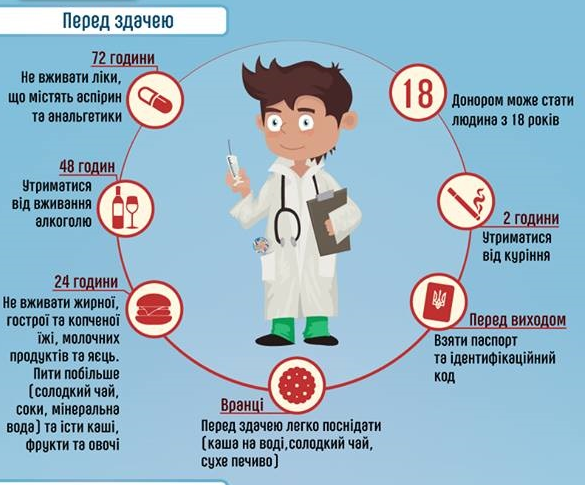 Перед здачею
72 години
Не вживати ліки,
що містять аспірин
та анальгетики
48 годин
Утриматися
від вживання
алкоголю
24 години
Не вживати жирної,
гострої та копченої
їжі, молочних
продуктів та яєць.
Пити побільше
(солодкий чай,
соки, мінеральна
вода) та їсти каші,
фрукти та овочі
Вранці
Перед здачею легко поснідати
(каша на воді,солодкий чай,
сухе печиво)
18
Донором може стати
людина з 18 років
2 години
Утриматися
від куріння
Перед виходом
Взяти паспорт
та ідентифікаційний
код